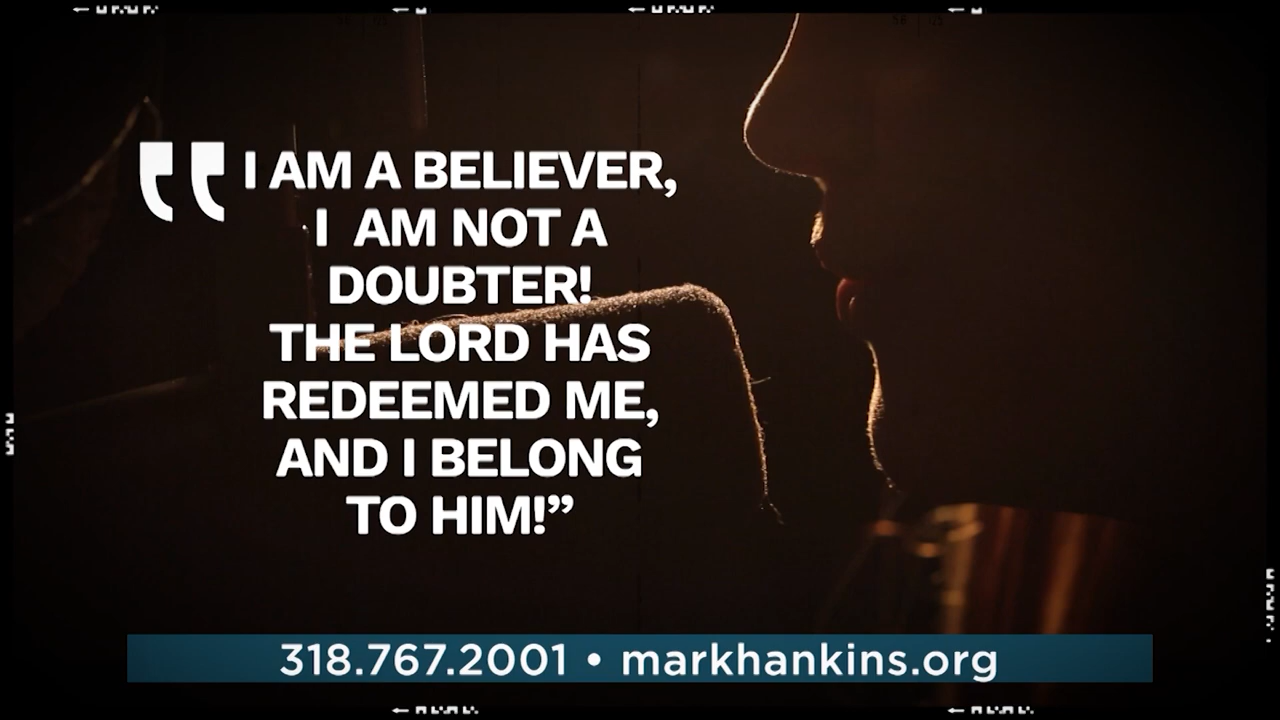 “ I AM A BELIEVER,
I AM NOT A
DOUBTER!
THE LORD HAS
REDEEMED ME,
AND I BELONG
TO HIM!”
318.767.2001 • markhankins.org